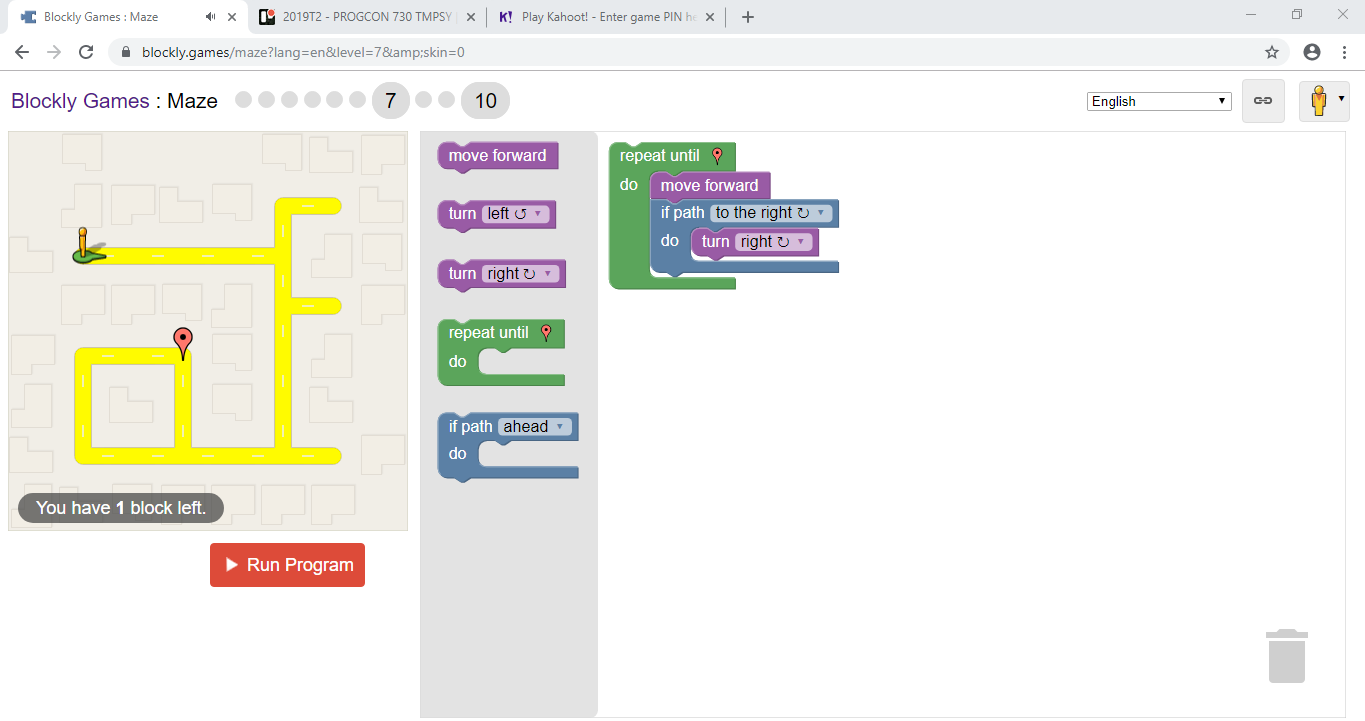 Blockly Games : Maze
2019T2 - PROGCON 730 TMPSY
K! Play Kahoot! - Enter game PIN he
blockly.games/maze?lang=en&level=7&amp;skin=0
Blockly Games : Maze 7 10
English
move forward
turn left ↺
turn right ↻
repeat until
do
if path ahead
do
repeat until
do move forward
if path to the right ↻
do turn right ↻
You have 1 block left.
Run Program